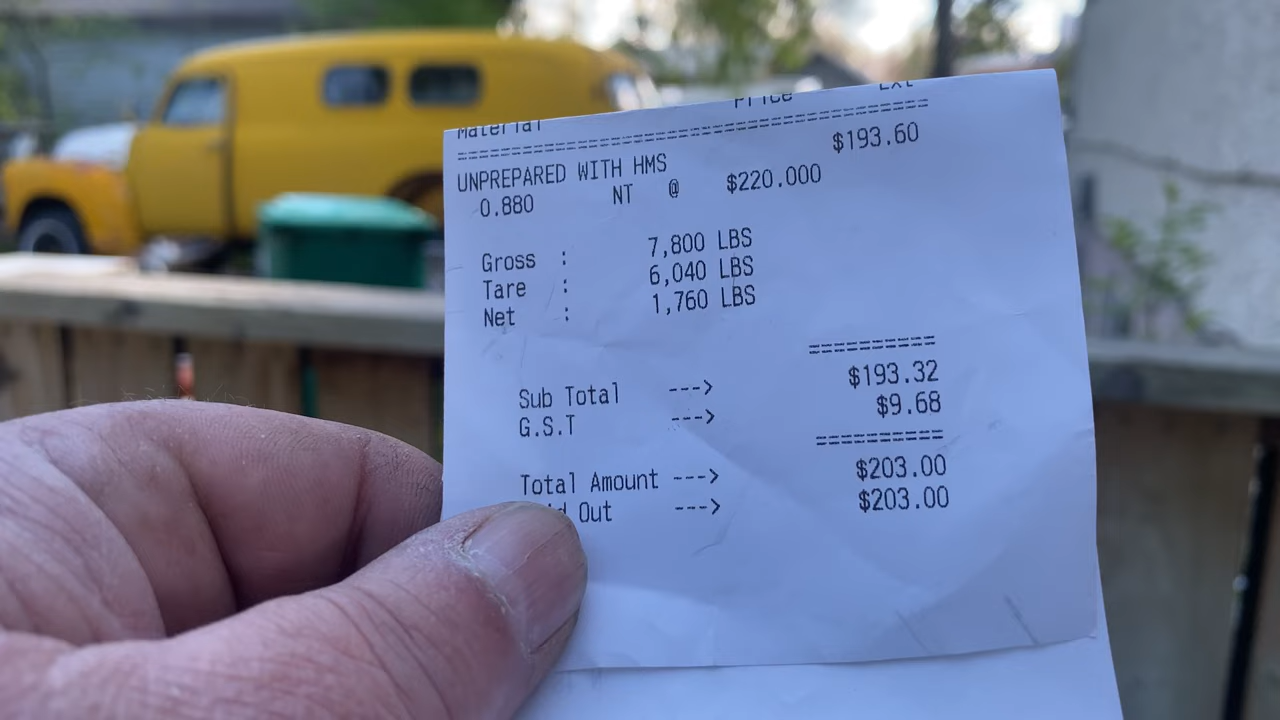 Material Price Ext
=============================================
$193.60
UNPREPARED WITH HMS
0.880 NT @ $220.000
Gross : 7,800 LBS
Tare : 6,040 LBS
Net : 1,760 LBS
==========
Sub Total ---> $193.32
G.S.T ---> $9.68
==========
Total Amount ---> $203.00
Out ---> $203.00